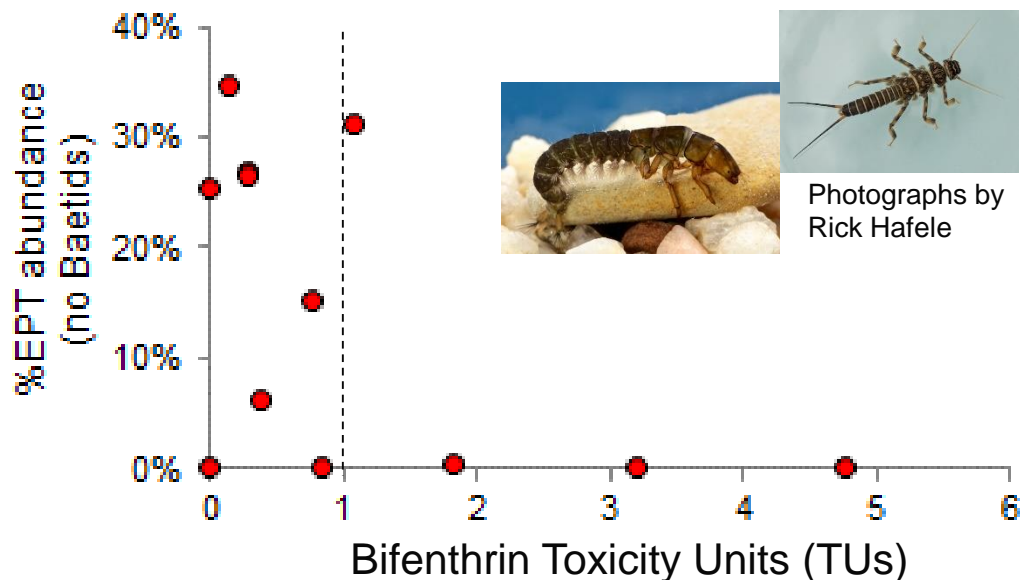 %EPT abundance
(no Baetids)
40%
30%
20%
10%
0%
0 1 2 3 4 5 6
Bifenthrin Toxicity Units (TUs)
Photographs by
Rick Hafele